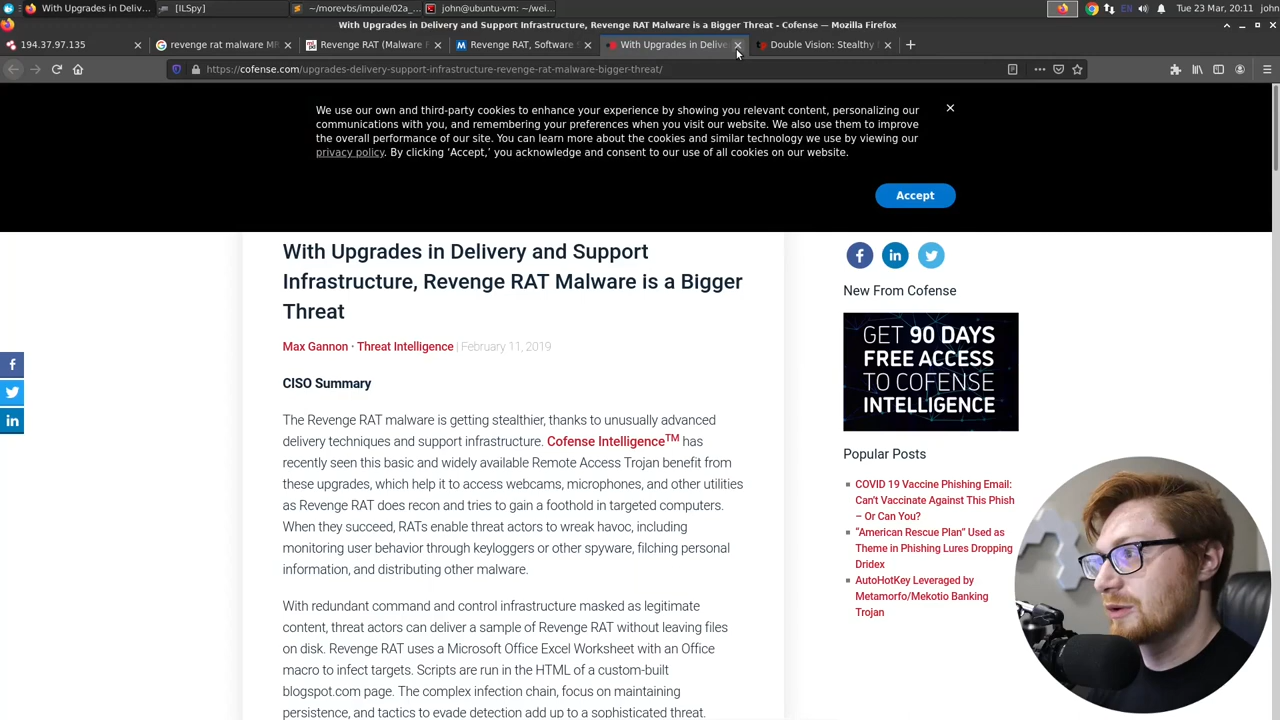 With Upgrades in Deliv...
[ILSpy]
~/morevbs/impule/02a_...
john@ubuntu-vm: ~/wei...
EN
Tue 23 Mar, 20:11
john
With Upgrades in Delivery and Support Infrastructure, Revenge RAT Malware is a Bigger Threat - Cofense — Mozilla Firefox
194.37.97.135
revenge rat malware MR
Revenge RAT (Malware F
Revenge RAT, Software S
With Upgrades in Delive
Double Vision: Stealthy M
https://cofense.com/upgrades-delivery-support-infrastructure-revenge-rat-malware-bigger-threat/
We use our own and third-party cookies to enhance your experience by showing you relevant content, personalizing our
communications with you, and remembering your preferences when you visit our website. We also use them to improve
the overall performance of our site. You can learn more about the cookies and similar technology we use by viewing our
privacy policy. By clicking ‘Accept,’ you acknowledge and consent to our use of all cookies on our website.
Accept
With Upgrades in Delivery and Support
Infrastructure, Revenge RAT Malware is a Bigger
Threat
Max Gannon · Threat Intelligence | February 11, 2019
CISO Summary
The Revenge RAT malware is getting stealthier, thanks to unusually advanced
delivery techniques and support infrastructure. Cofense Intelligence™ has
recently seen this basic and widely available Remote Access Trojan benefit from
these upgrades, which help it to access webcams, microphones, and other utilities
as Revenge RAT does recon and tries to gain a foothold in targeted computers.
When they succeed, RATs enable threat actors to wreak havoc, including
monitoring user behavior through keyloggers or other spyware, filching personal
information, and distributing other malware.
With redundant command and control infrastructure masked as legitimate
content, threat actors can deliver a sample of Revenge RAT without leaving files
on disk. Revenge RAT uses a Microsoft Office Excel Worksheet with an Office
macro to infect targets. Scripts are run in the HTML of a custom-built
blogspot.com page. The complex infection chain, focus on maintaining
persistence, and tactics to evade detection add up to a sophisticated threat.
New From Cofense
GET 90 DAYS
FREE ACCESS
TO COFENSE
INTELLIGENCE
Popular Posts
COVID 19 Vaccine Phishing Email:
Can’t Vaccinate Against This Phish
– Or Can You?
“American Rescue Plan” Used as
Theme in Phishing Lures Dropping
Dridex
AutoHotKey Leveraged by
Metamorfo/Mekotio Banking
Trojan